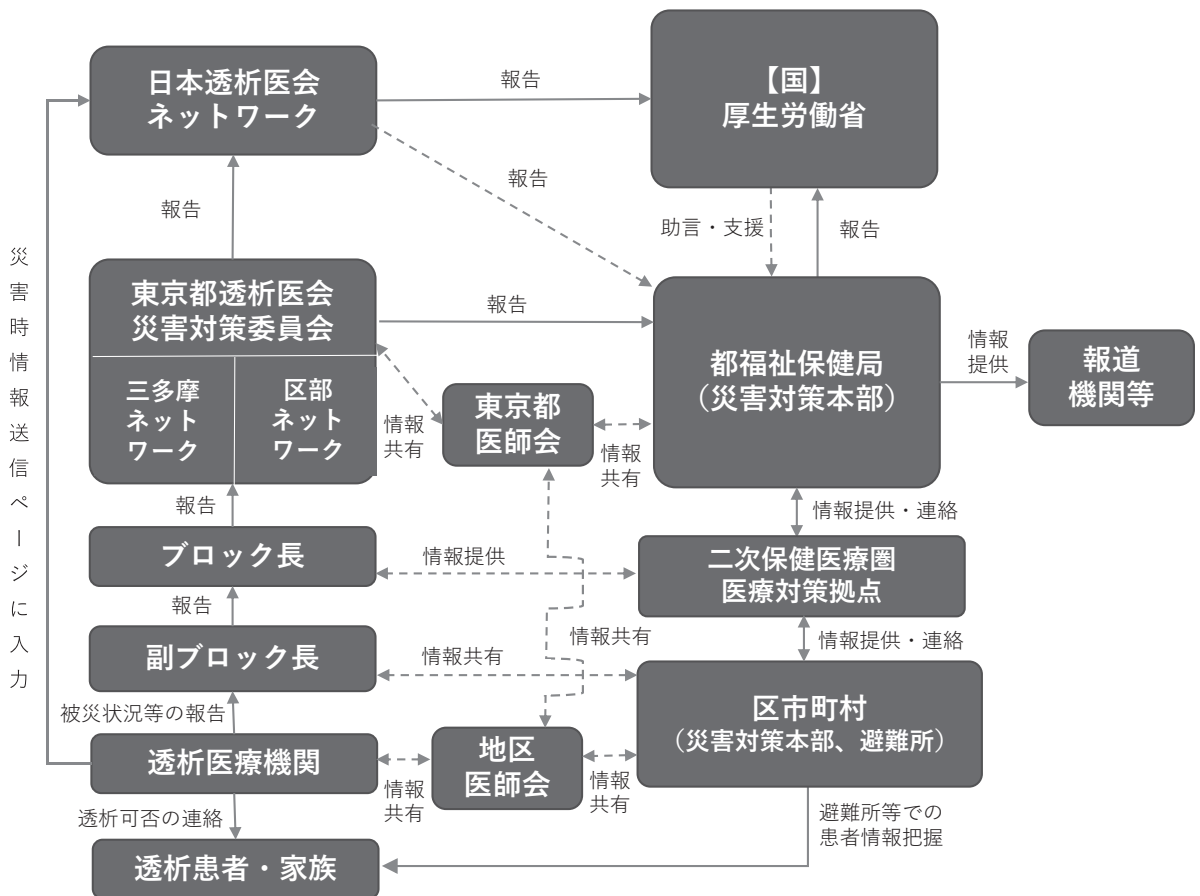 日本透析医会
ネットワーク
報告
【国】
厚生労働省
報告
報告
助言・支援
報告
災害時情報送信ページに入力
東京都透析医会
災害対策委員会
三多摩
ネット
ワーク
区部
ネット
ワーク
報告
情報
共有
東京都
医師会
情報
共有
都福祉保健局
（災害対策本部）
情報
提供
報道
機関等
報告
情報提供・連絡
ブロック長
情報提供
二次保健医療圏
医療対策拠点
報告
情報共有
情報提供・連絡
副ブロック長
情報共有
被災状況等の報告
区市町村
（災害対策本部、避難所）
透析医療機関
情報
共有
地区
医師会
情報
共有
透析可否の連絡
避難所等での
患者情報把握
透析患者・家族